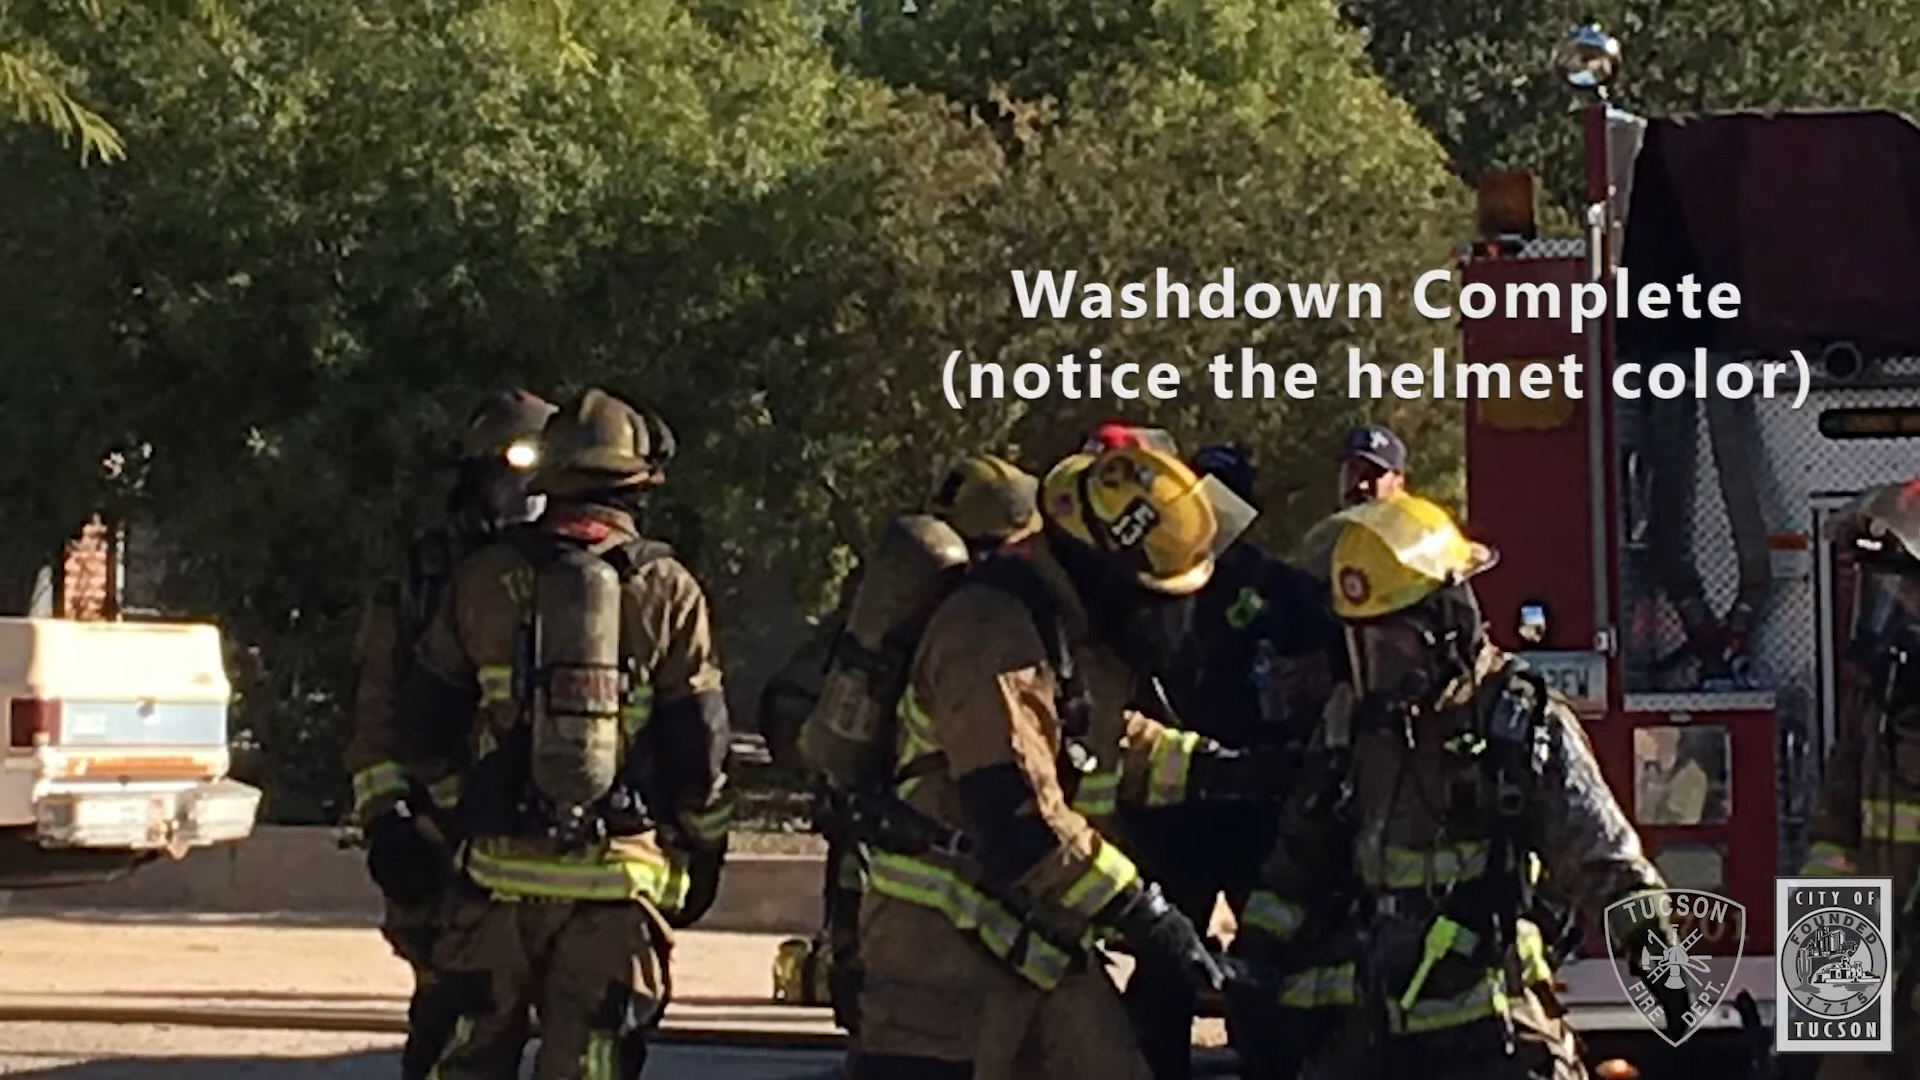 Washdown Complete
(notice the helmet color)
TUCSON
FIRE DEPT.
CITY OF
FOUNDED
1775
TUCSON